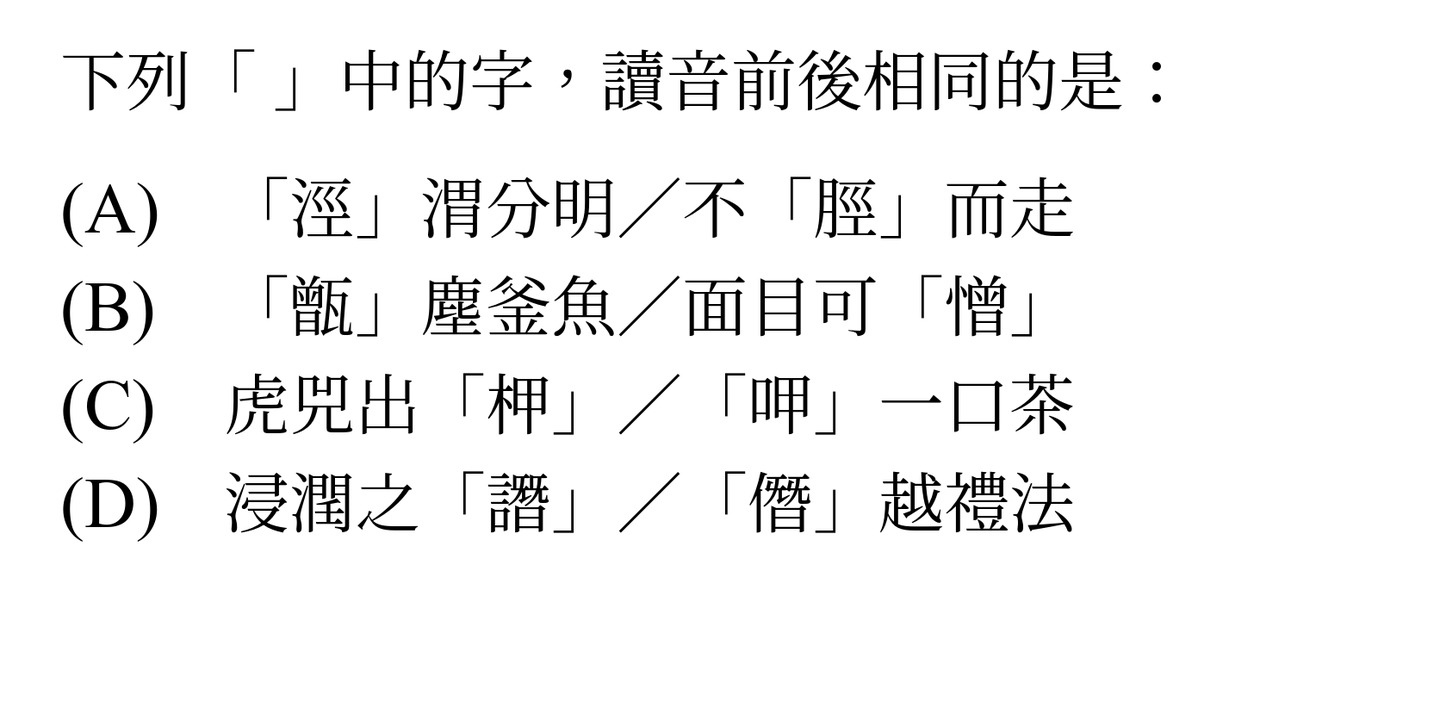 下列「 」中的字，讀音前後相同的是：
(A) 「涇」渭分明／不「脛」而走
(B) 「甑」塵釜魚／面目可「憎」
(C) 虎兕出「柙」／「呷」一口茶
(D) 浸潤之「譖」／「僭」越禮法